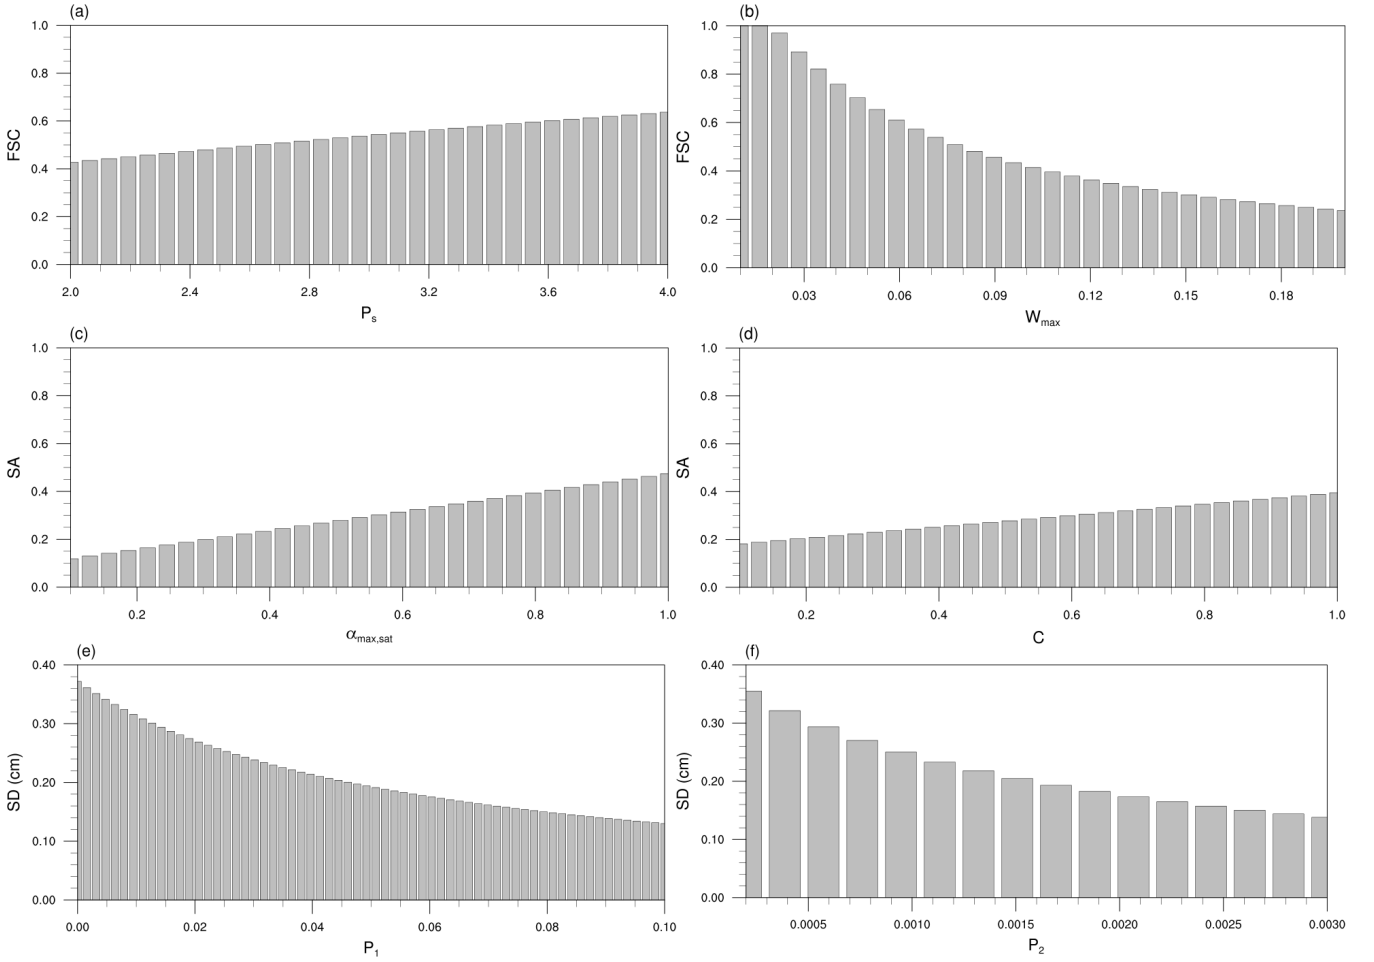 (a)
1.0
0.8
0.6
0.4
0.2
0.0
FSC
2.0 2.4 2.8 3.2 3.6 4.0
Ps
(b)
1.0
0.8
0.6
0.4
0.2
0.0
FSC
0.03 0.06 0.09 0.12 0.15 0.18
Wmax
(c)
1.0
0.8
0.6
0.4
0.2
0.0
SA
0.2 0.4 0.6 0.8 1.0
αmax,sat
(d)
1.0
0.8
0.6
0.4
0.2
0.0
SA
0.2 0.4 0.6 0.8 1.0
C
(e)
0.40
0.30
0.20
0.10
0.00
SD (cm)
0.00 0.02 0.04 0.06 0.08 0.10
P1
(f)
0.40
0.30
0.20
0.10
0.00
SD (cm)
0.0005 0.0010 0.0015 0.0020 0.0025 0.0030
P2